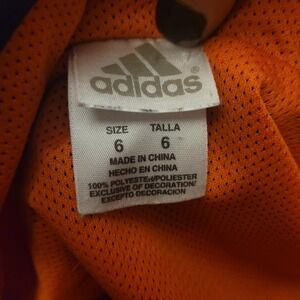 adidas
SIZE TALLA
6 6
MADE IN CHINA
HECHO EN CHINA
100% POLYESTER/POLIESTER
EXCLUSIVE OF DECORATION/
EXCEPTO DECORACION